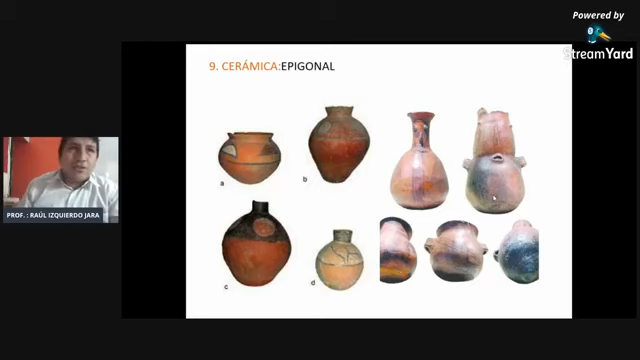 Powered by
StreamYard
9. CERÁMICA:EPIGONAL
a
b
c
d
PROF. : RAÚL IZQUIERDO JARA